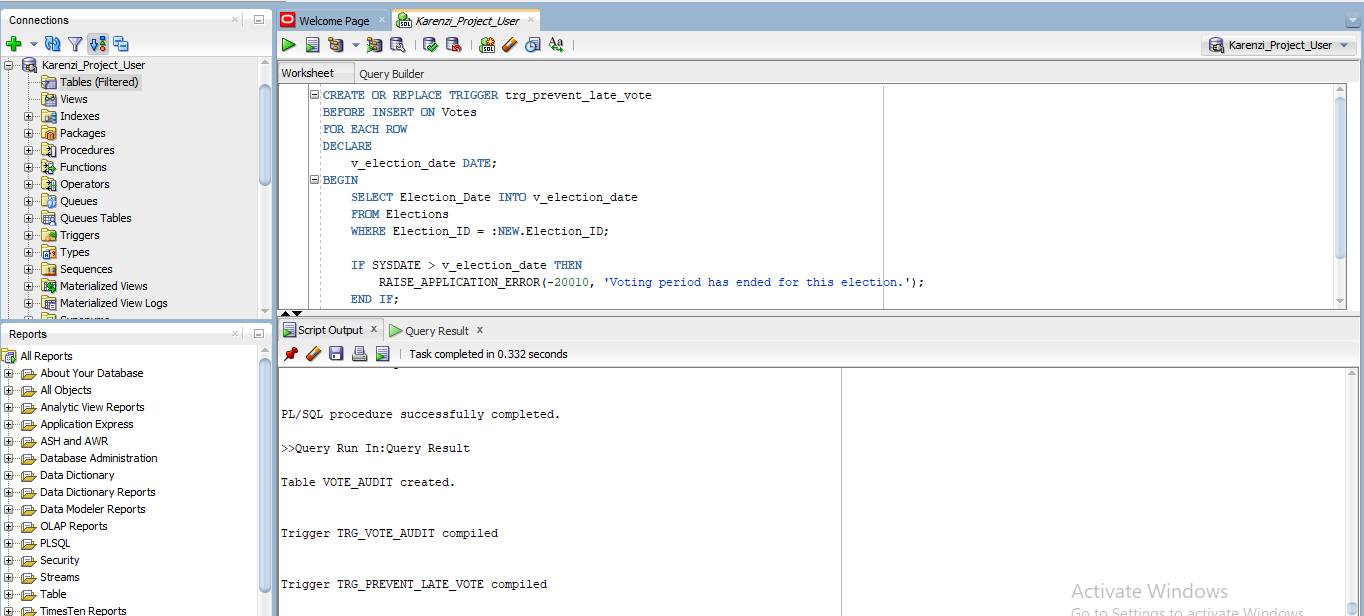 Connections
Karenzi_Project_User
Tables (Filtered)
Views
Indexes
Packages
Procedures
Functions
Operators
Queues
Queues Tables
Triggers
Types
Sequences
Materialized Views
Materialized View Logs
Reports
All Reports
About Your Database
All Objects
Analytic View Reports
Application Express
ASH and AWR
Database Administration
Data Dictionary
Data Dictionary Reports
Data Modeler Reports
OLAP Reports
PLSQL
Security
Streams
Table
TimesTen Reports
Welcome Page
Karenzi_Project_User
Karenzi_Project_User
Worksheet
Query Builder
CREATE OR REPLACE TRIGGER trg_prevent_late_vote
BEFORE INSERT ON Votes
FOR EACH ROW
DECLARE
v_election_date DATE;
BEGIN
SELECT Election_Date INTO v_election_date
FROM Elections
WHERE Election_ID = :NEW.Election_ID;
IF SYSDATE > v_election_date THEN
RAISE_APPLICATION_ERROR(-20010, 'Voting period has ended for this election.');
END IF;
Script Output
Query Result
Task completed in 0.332 seconds
PL/SQL procedure successfully completed.
>>Query Run In:Query Result
Table VOTE_AUDIT created.
Trigger TRG_VOTE_AUDIT compiled
Trigger TRG_PREVENT_LATE_VOTE compiled
Activate Windows
Go to Settings to activate Windows